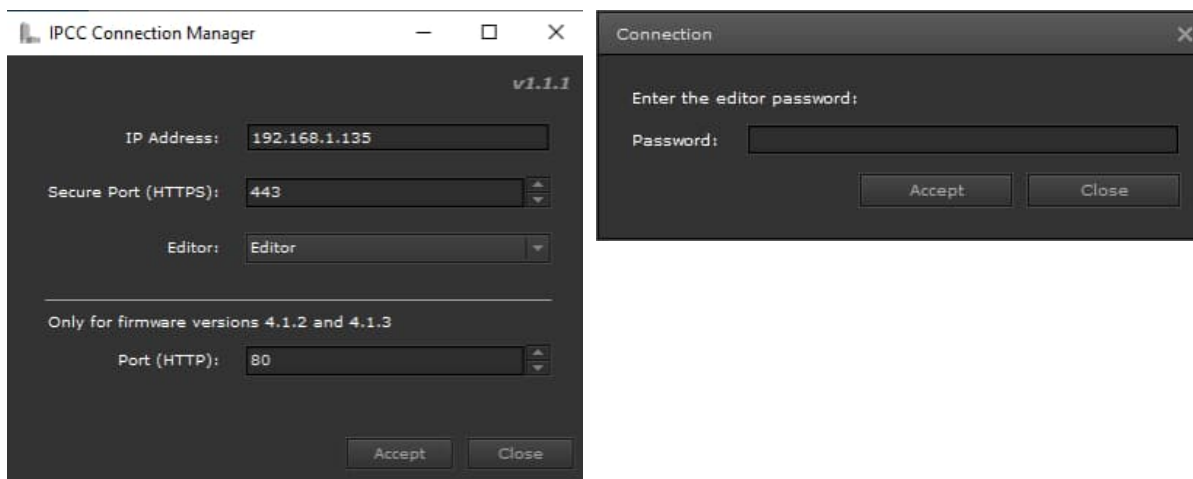 IPCC Connection Manager
v1.1.1
IP Address: 192.168.1.135
Secure Port (HTTPS): 443
Editor: Editor
Only for firmware versions 4.1.2 and 4.1.3
Port (HTTP): 80
Accept Close
Connection
Enter the editor password:
Password:
Accept Close